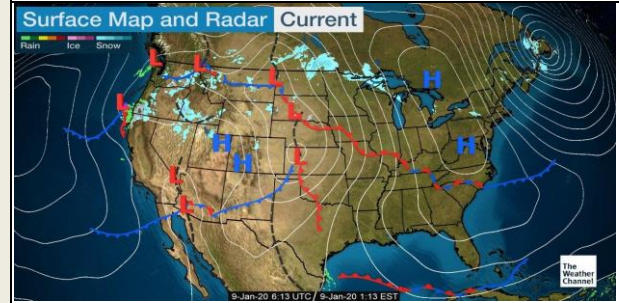 Surface Map and Radar Current
Rain Ice Snow
L
L
L
H
L
L
H
L
H
H
L
L
The
Weather
Channel
9-Jan-20 6:13 UTC / 9-Jan-20 1:13 EST